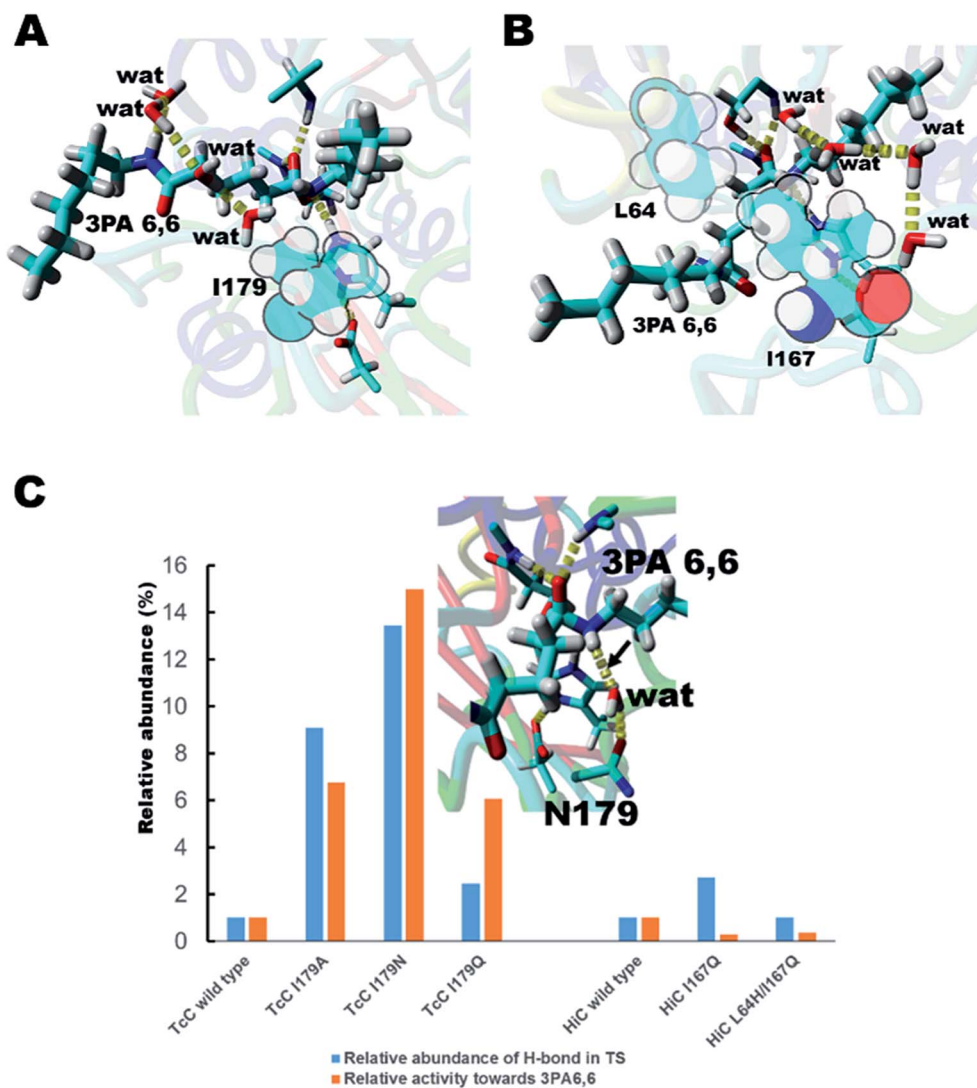 A
wat
wat
wat
3PA 6,6
wat
I179
B
wat
wat
L64
wat
wat
3PA 6,6
I167
C
3PA 6,6
wat
N179
Relative abundance (%)
16
14
12
10
8
6
4
2
0
TcC wild type
TcC I179A
TcC I179N
TcC I179Q
HiC wild type
HiC I167Q
HiC L64H/I167Q
Relative abundance of H-bond in TS
Relative activity towards 3PA6,6